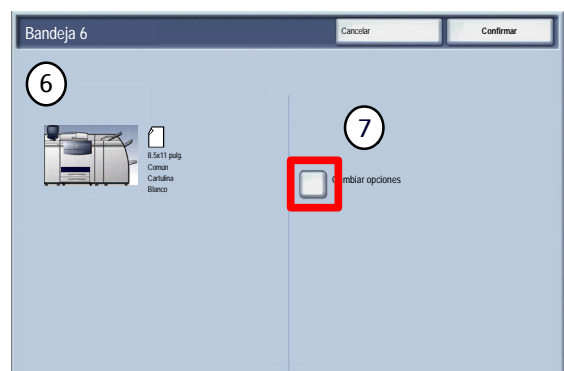 Bandeja 6
Cancelar
Confirmar
6
7
8.5x11 pulg.
Común
Cartulina
Blanco
Cambiar opciones